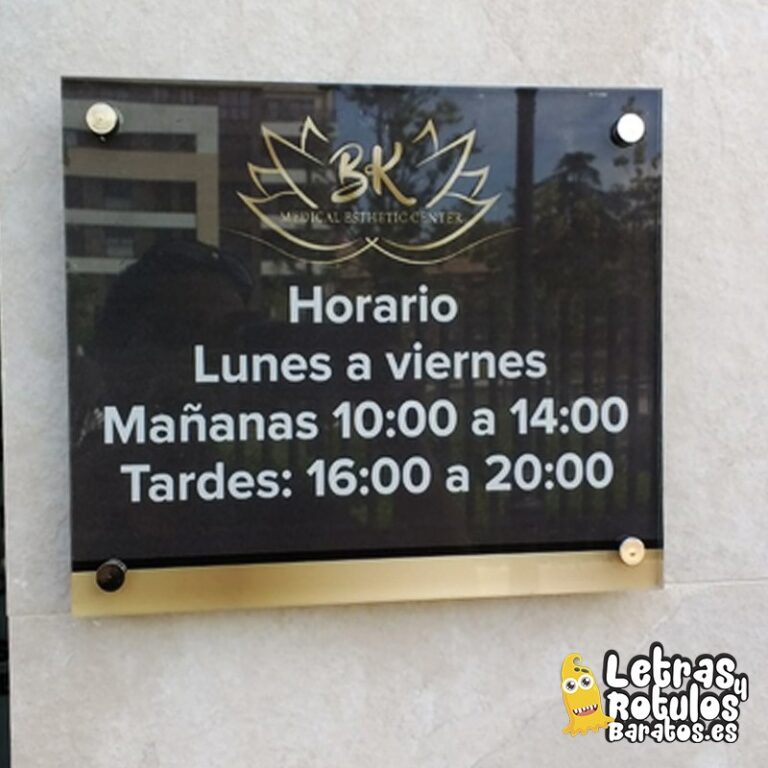 BK
MEDICAL ESTHETIC CENTER
Horario
Lunes a viernes
Mañanas 10:00 a 14:00
Tardes: 16:00 a 20:00
Letras y
Rotulos
Baratos.es